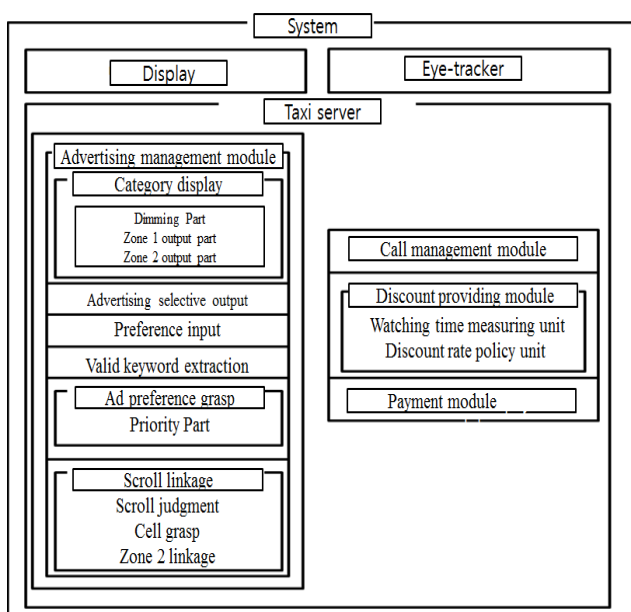 System
Display
Eye-tracker
Taxi server
Advertising management module
Category display
Dimming Part
Zone 1 output part
Zone 2 output part
Advertising selective output
Preference input
Valid keyword extraction
Ad preference grasp
Priority Part
Scroll linkage
Scroll judgment
Cell grasp
Zone 2 linkage
Call management module
Discount providing module
Watching time measuring unit
Discount rate policy unit
Payment module